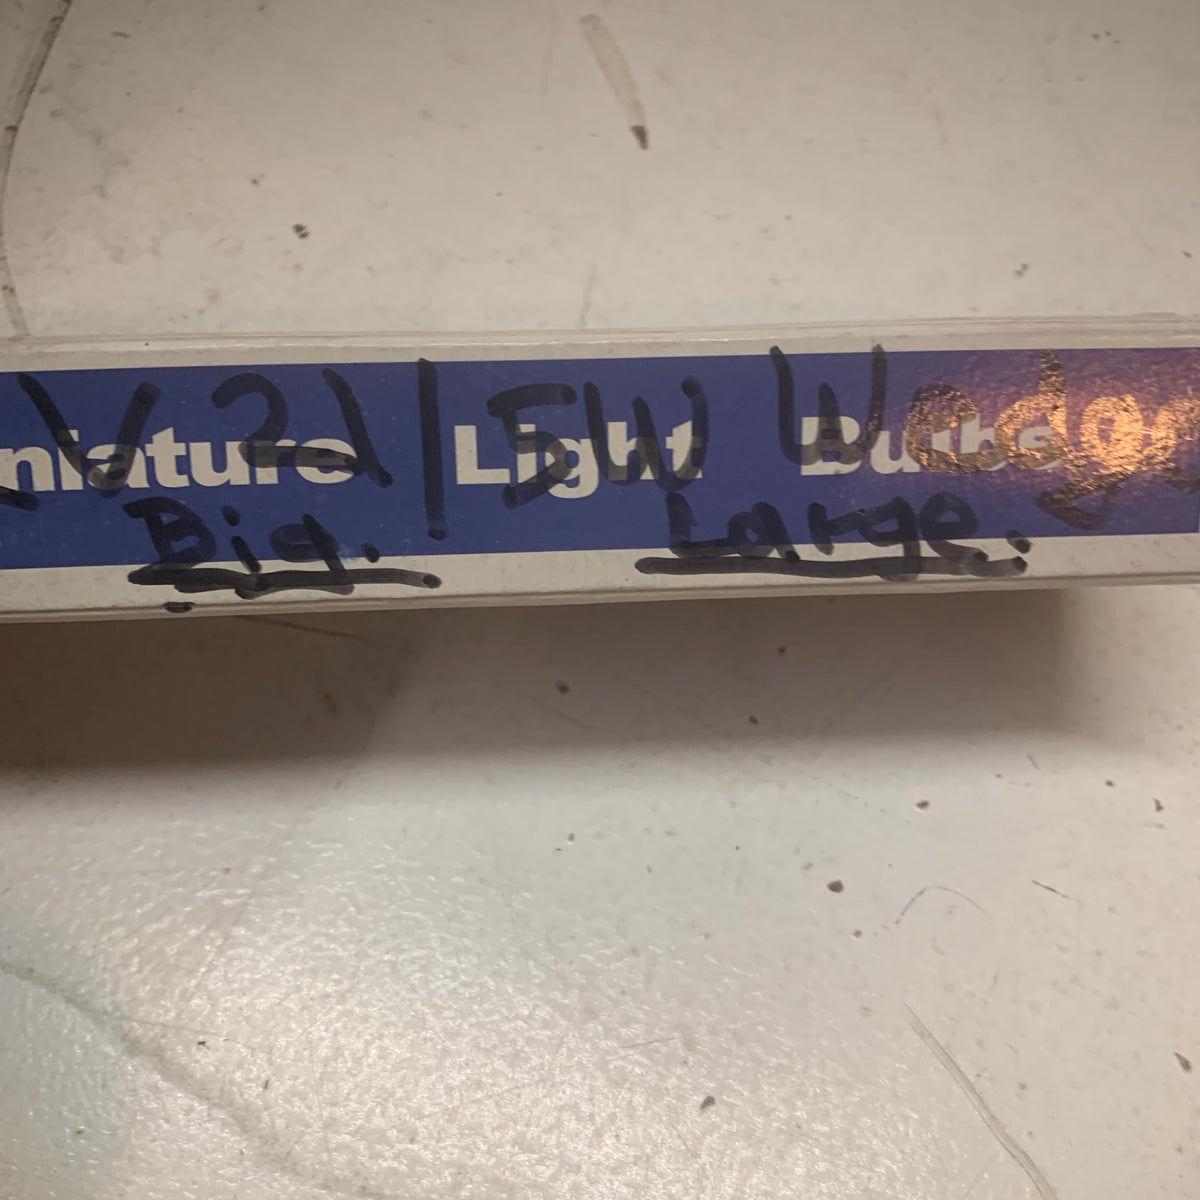 niature Light Bulbs
V 21/5W Wedge
Big. Large.